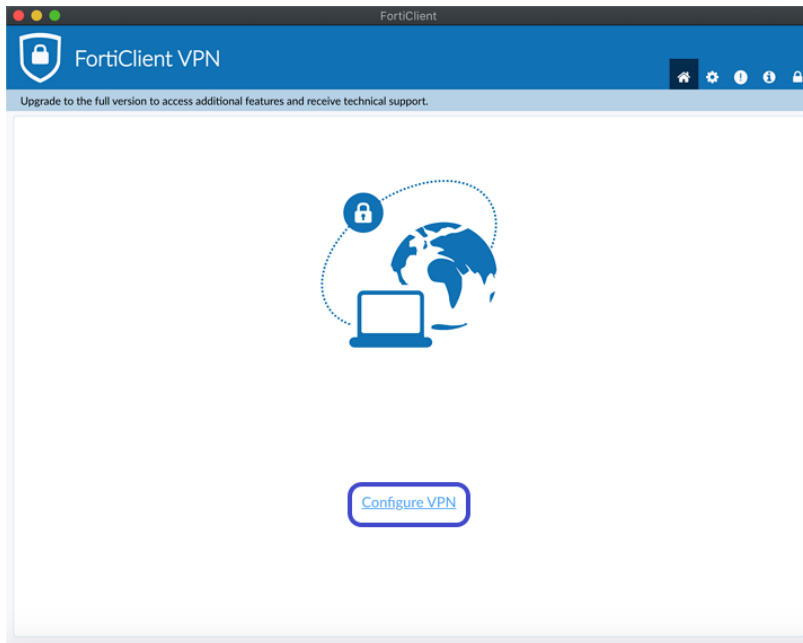 FortiClient
FortiClient VPN
Upgrade to the full version to access additional features and receive technical support.
Configure VPN